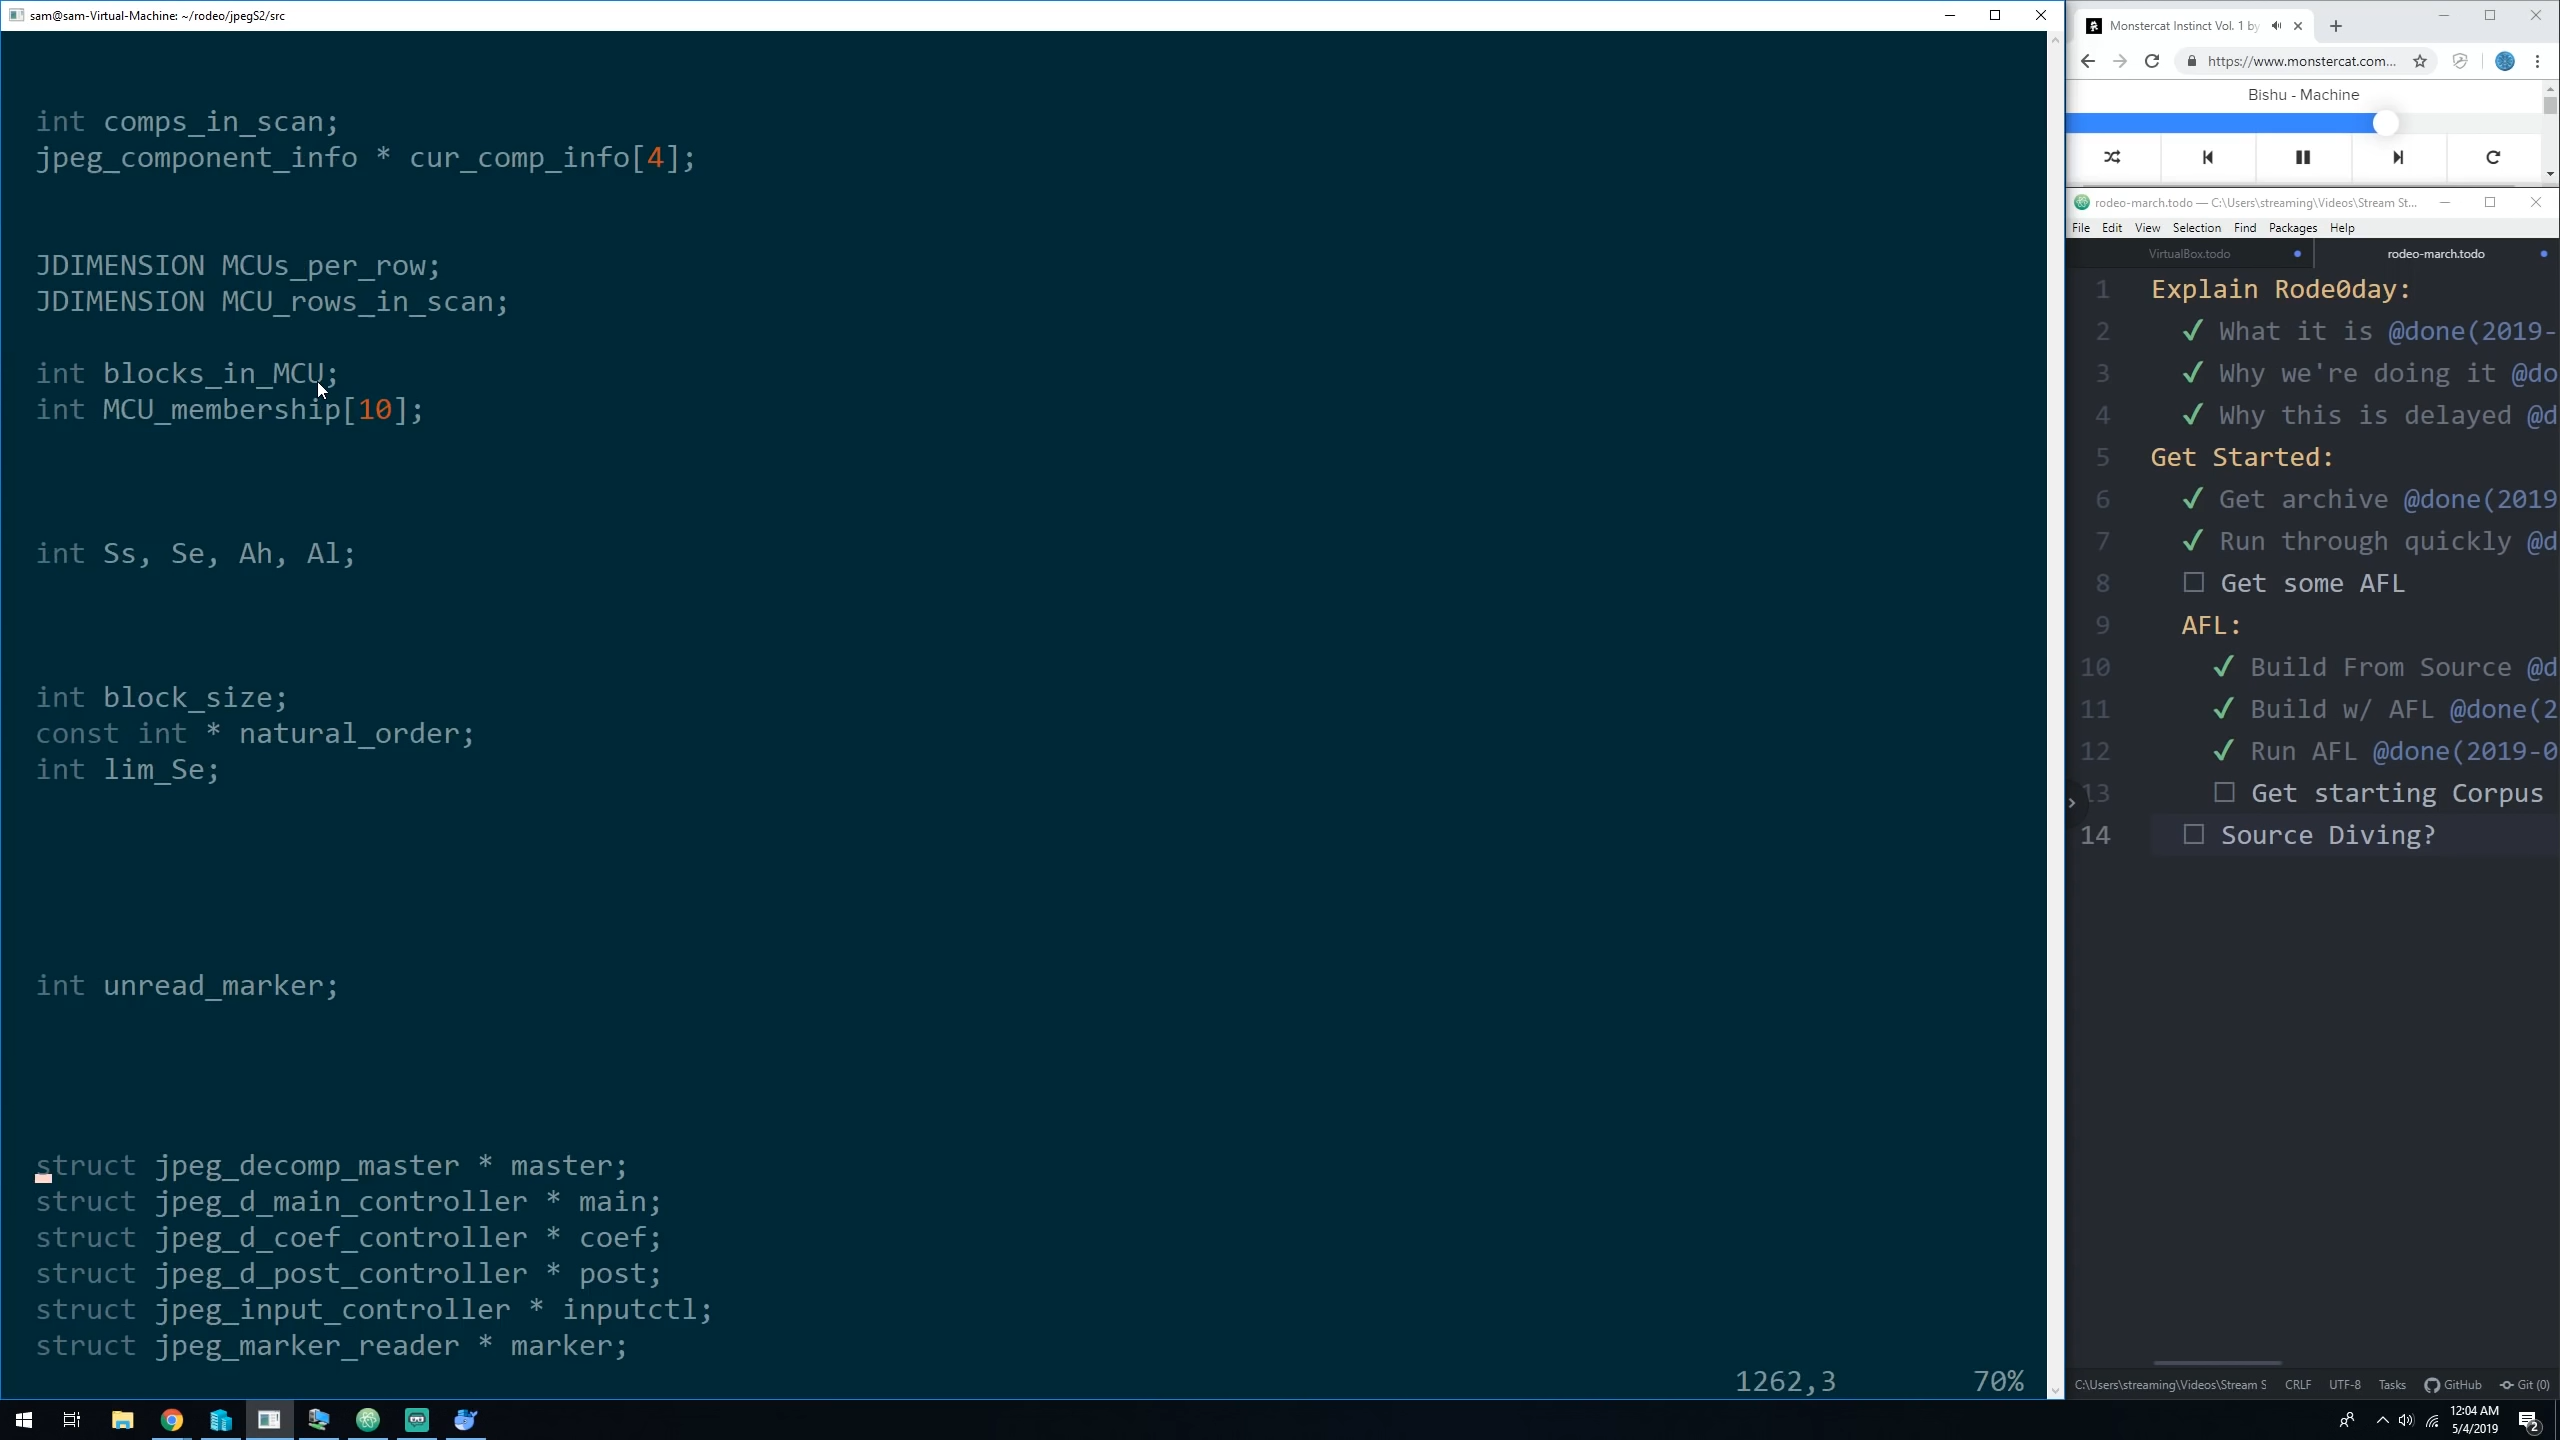 sam@sam-Virtual-Machine: ~/rodeo/jpegS2/src
int comps_in_scan;
jpeg_component_info * cur_comp_info[4];
JDIMENSION MCUs_per_row;
JDIMENSION MCU_rows_in_scan;
int blocks_in_MCU;
int MCU_membership[10];
int Ss, Se, Ah, Al;
int block_size;
const int * natural_order;
int lim_Se;
int unread_marker;
struct jpeg_decomp_master * master;
struct jpeg_d_main_controller * main;
struct jpeg_d_coef_controller * coef;
struct jpeg_d_post_controller * post;
struct jpeg_input_controller * inputctl;
struct jpeg_marker_reader * marker;
1262,3 70%
Monstercat Instinct Vol. 1 by
https://www.monstercat.com...
Bishu - Machine
rodeo-march.todo — C:\Users\streaming\Videos\Stream St...
File Edit View Selection Find Packages Help
VirtualBox.todo rodeo-march.todo
1 Explain Rode0day:
2 ✓ What it is @done(2019-
3 ✓ Why we're doing it @do
4 ✓ Why this is delayed @d
5 Get Started:
6 ✓ Get archive @done(2019
7 ✓ Run through quickly @d
8 ☐ Get some AFL
9 AFL:
10 ✓ Build From Source @d
11 ✓ Build w/ AFL @done(2
12 ✓ Run AFL @done(2019-0
13 ☐ Get starting Corpus
14 ☐ Source Diving?
C:\Users\streaming\Videos\Stream S CRLF UTF-8 Tasks GitHub Git (0)
12:04 AM
5/4/2019
2